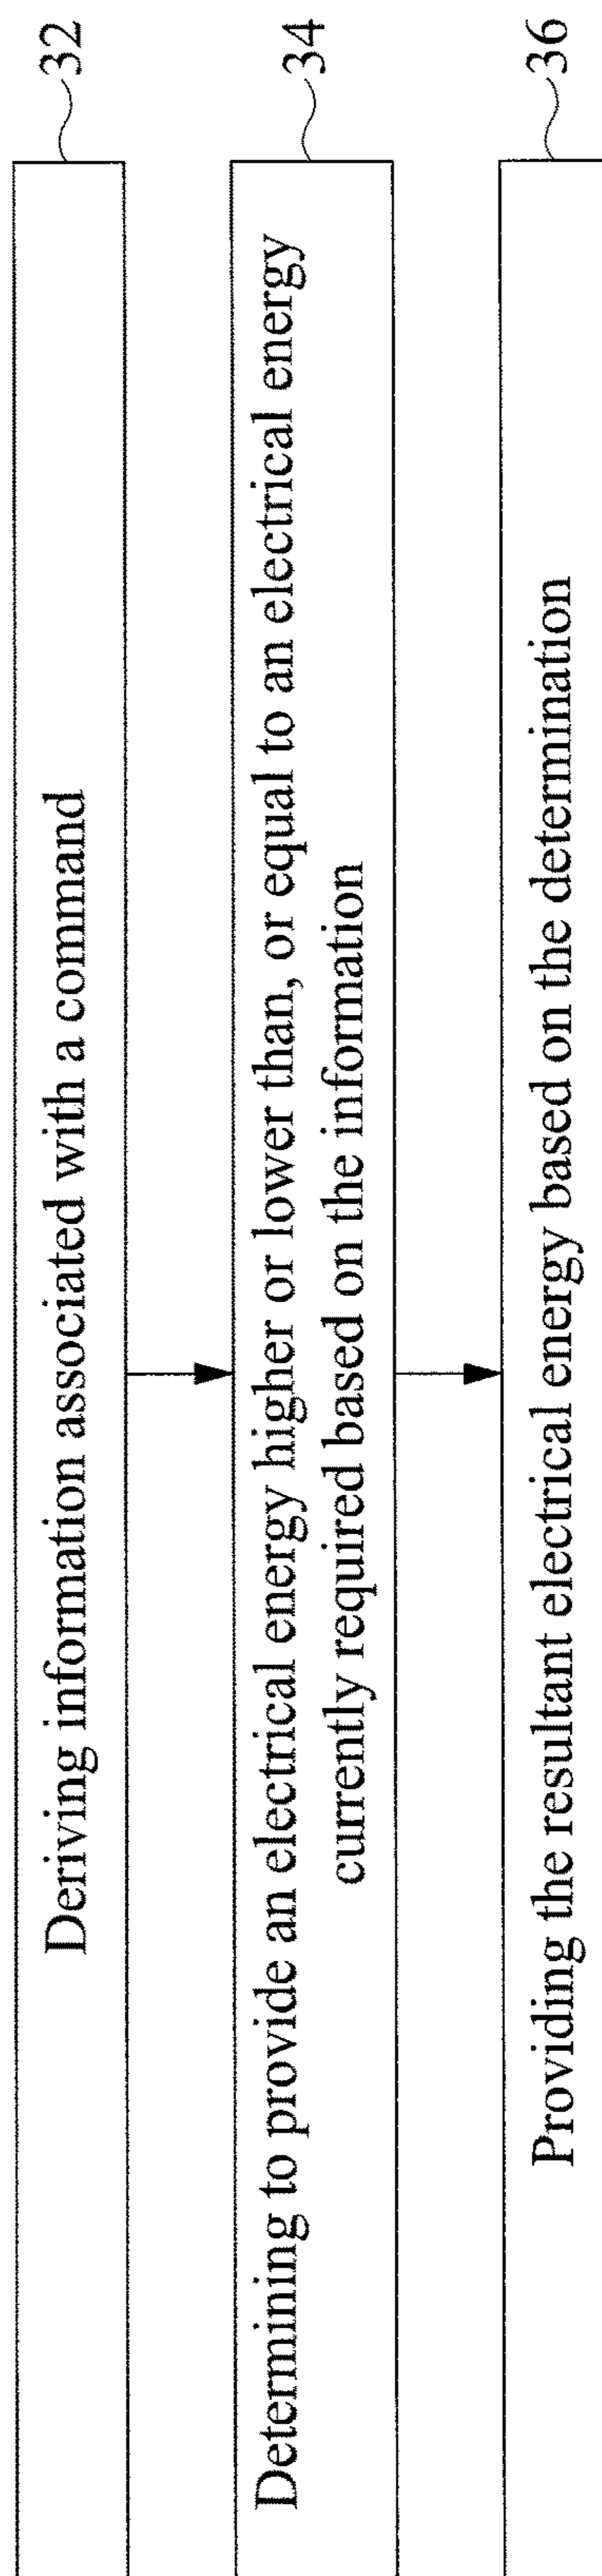 Deriving information associated with a command
32
Determining to provide an electrical energy higher or lower than, or equal to an electrical energy
currently required based on the information
34
Providing the resultant electrical energy based on the determination
36